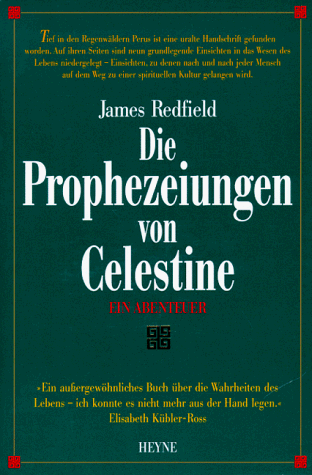 Tief in den Regenwäldern Perus ist eine uralte Handschrift gefunden
worden. Auf ihren Seiten sind neun grundlegende Einsichten in das Wesen des
Lebens niedergelegt – Einsichten, zu denen nach und nach jeder Mensch
auf dem Weg zu einer spirituellen Kultur gelangen wird.
James Redfield
Die
Prophezeiungen
von
Celestine
EIN ABENTEUER
»Ein außergewöhnliches Buch über die Wahrheiten des
Lebens – ich konnte es nicht mehr aus der Hand legen.«
Elisabeth Kübler-Ross
HEYNE